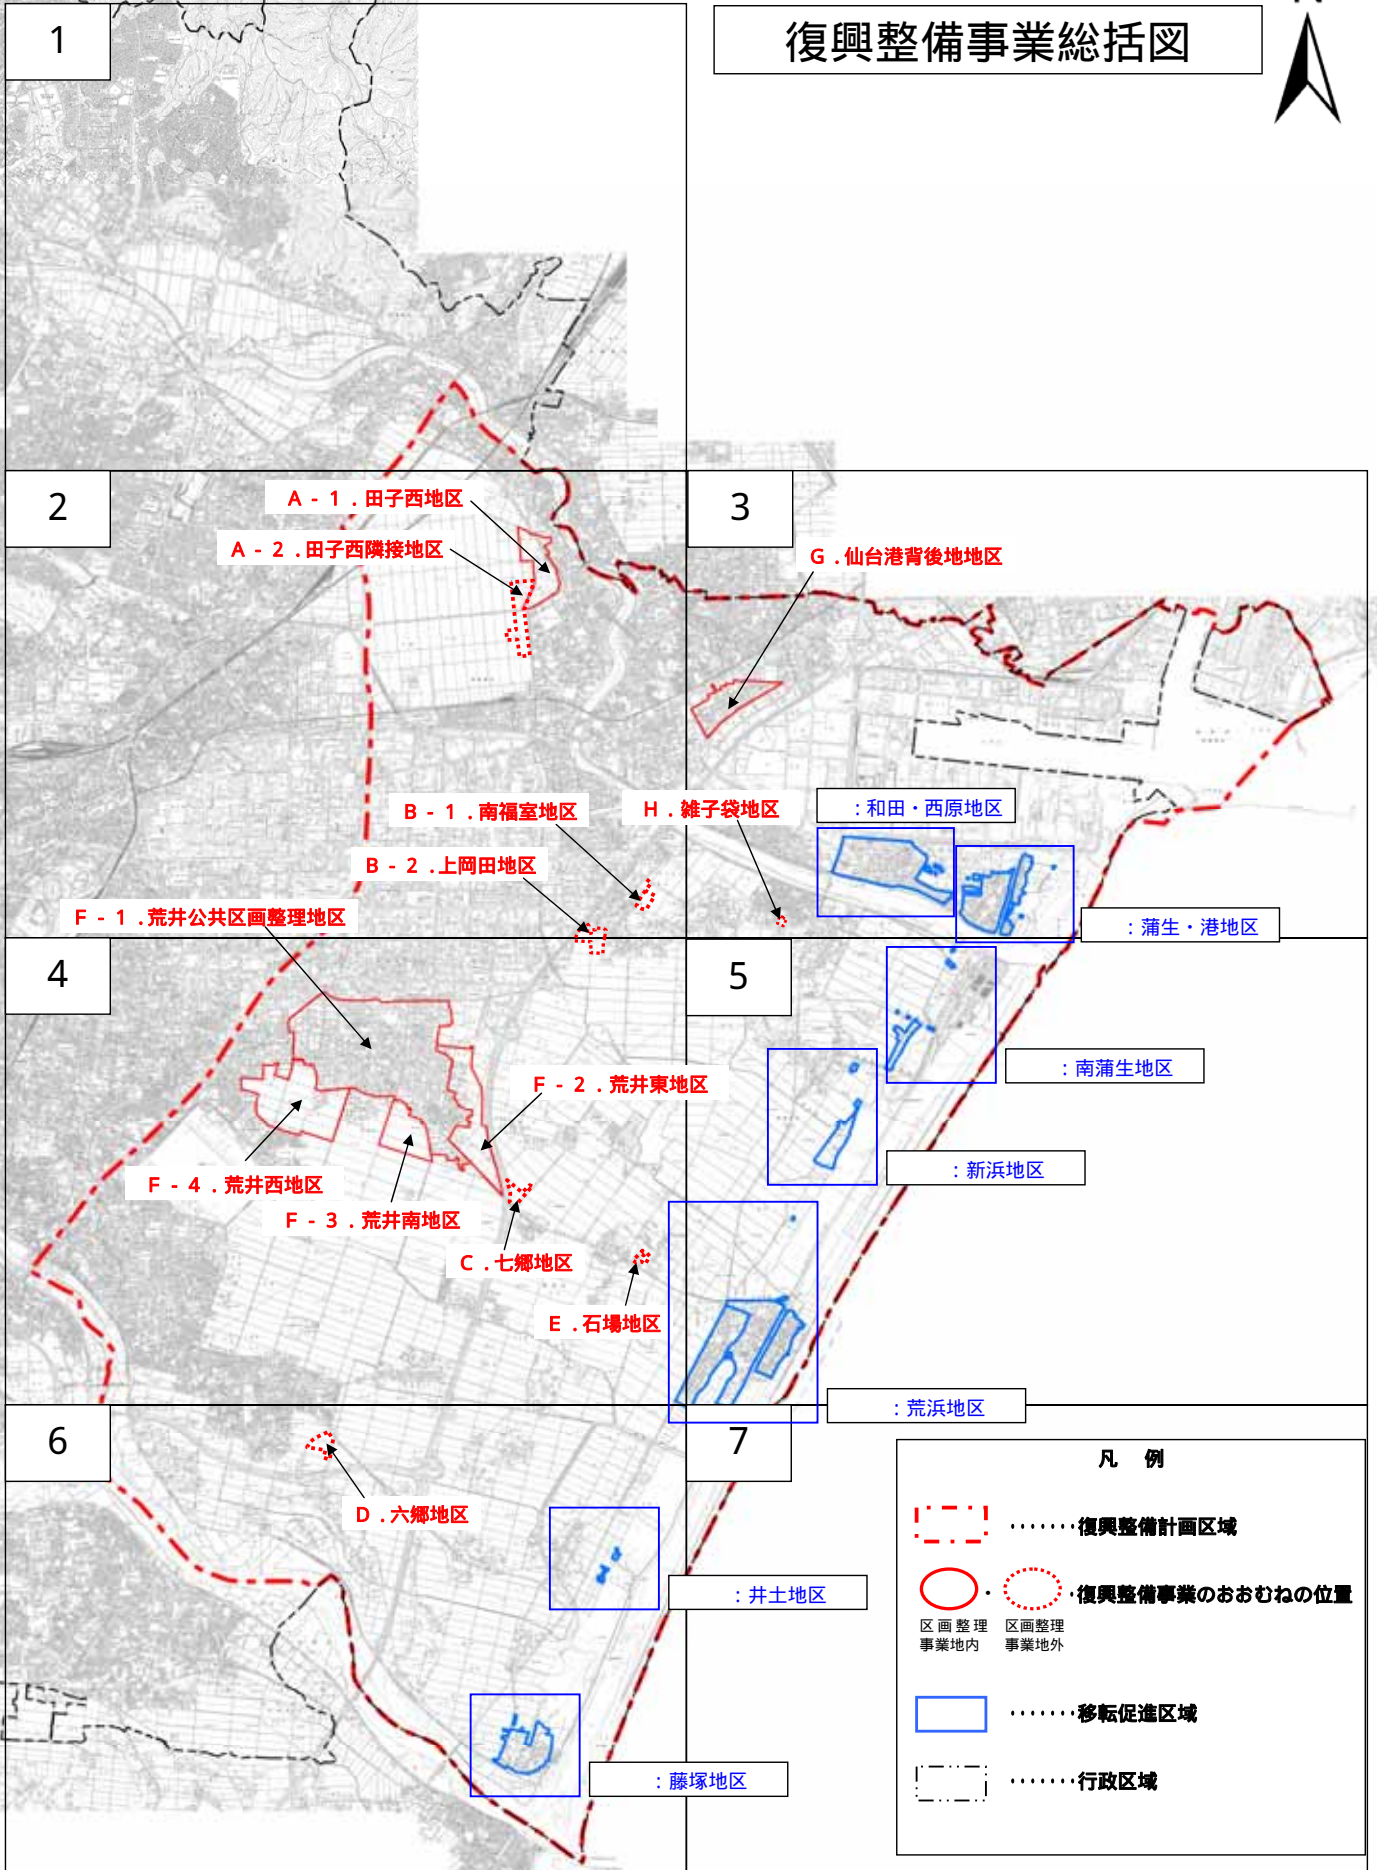 復興整備事業総括図
1
2
A - 1 . 田子西地区
A - 2 . 田子西隣接地区
3
G . 仙台港背後地地区
B - 1 . 南福室地区
H . 雑子袋地区
: 和田・西原地区
B - 2 . 上岡田地区
F - 1 . 荒井公共区画整理地区
: 蒲生・港地区
4
5
: 南蒲生地区
F - 2 . 荒井東地区
: 新浜地区
F - 4 . 荒井西地区
F - 3 . 荒井南地区
C . 七郷地区
E . 石場地区
: 荒浜地区
6
7
D . 六郷地区
: 井土地区
: 藤塚地区
凡 例
‥‥‥・復興整備計画区域
・ ・復興整備事業のおおむねの位置
区画整理 区画整理
事業地内 事業地外
‥‥‥・移転促進区域
‥‥‥・行政区域